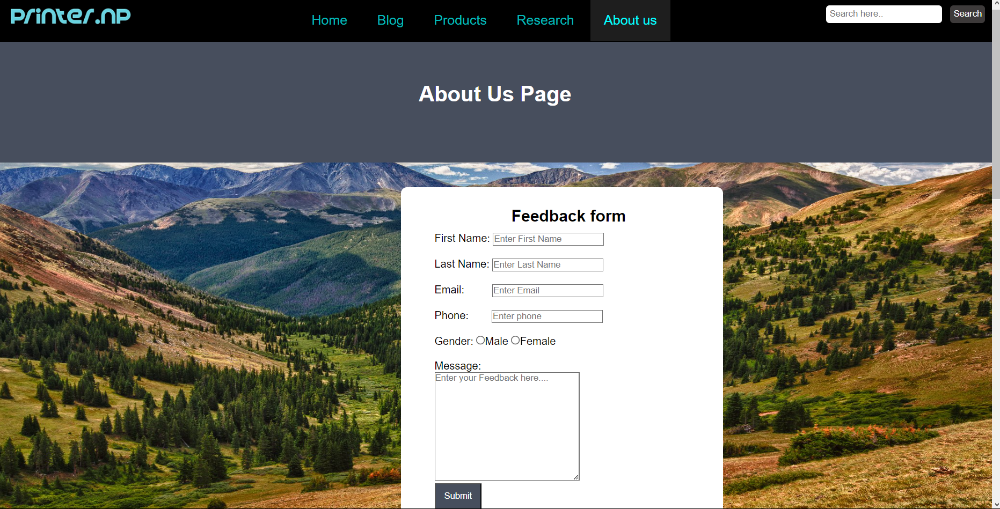 printer.np
Home Blog Products Research About us
Search here.. Search
About Us Page
Feedback form
First Name: Enter First Name
Last Name: Enter Last Name
Email: Enter Email
Phone: Enter phone
Gender: Male Female
Message:
Enter your Feedback here....
Submit